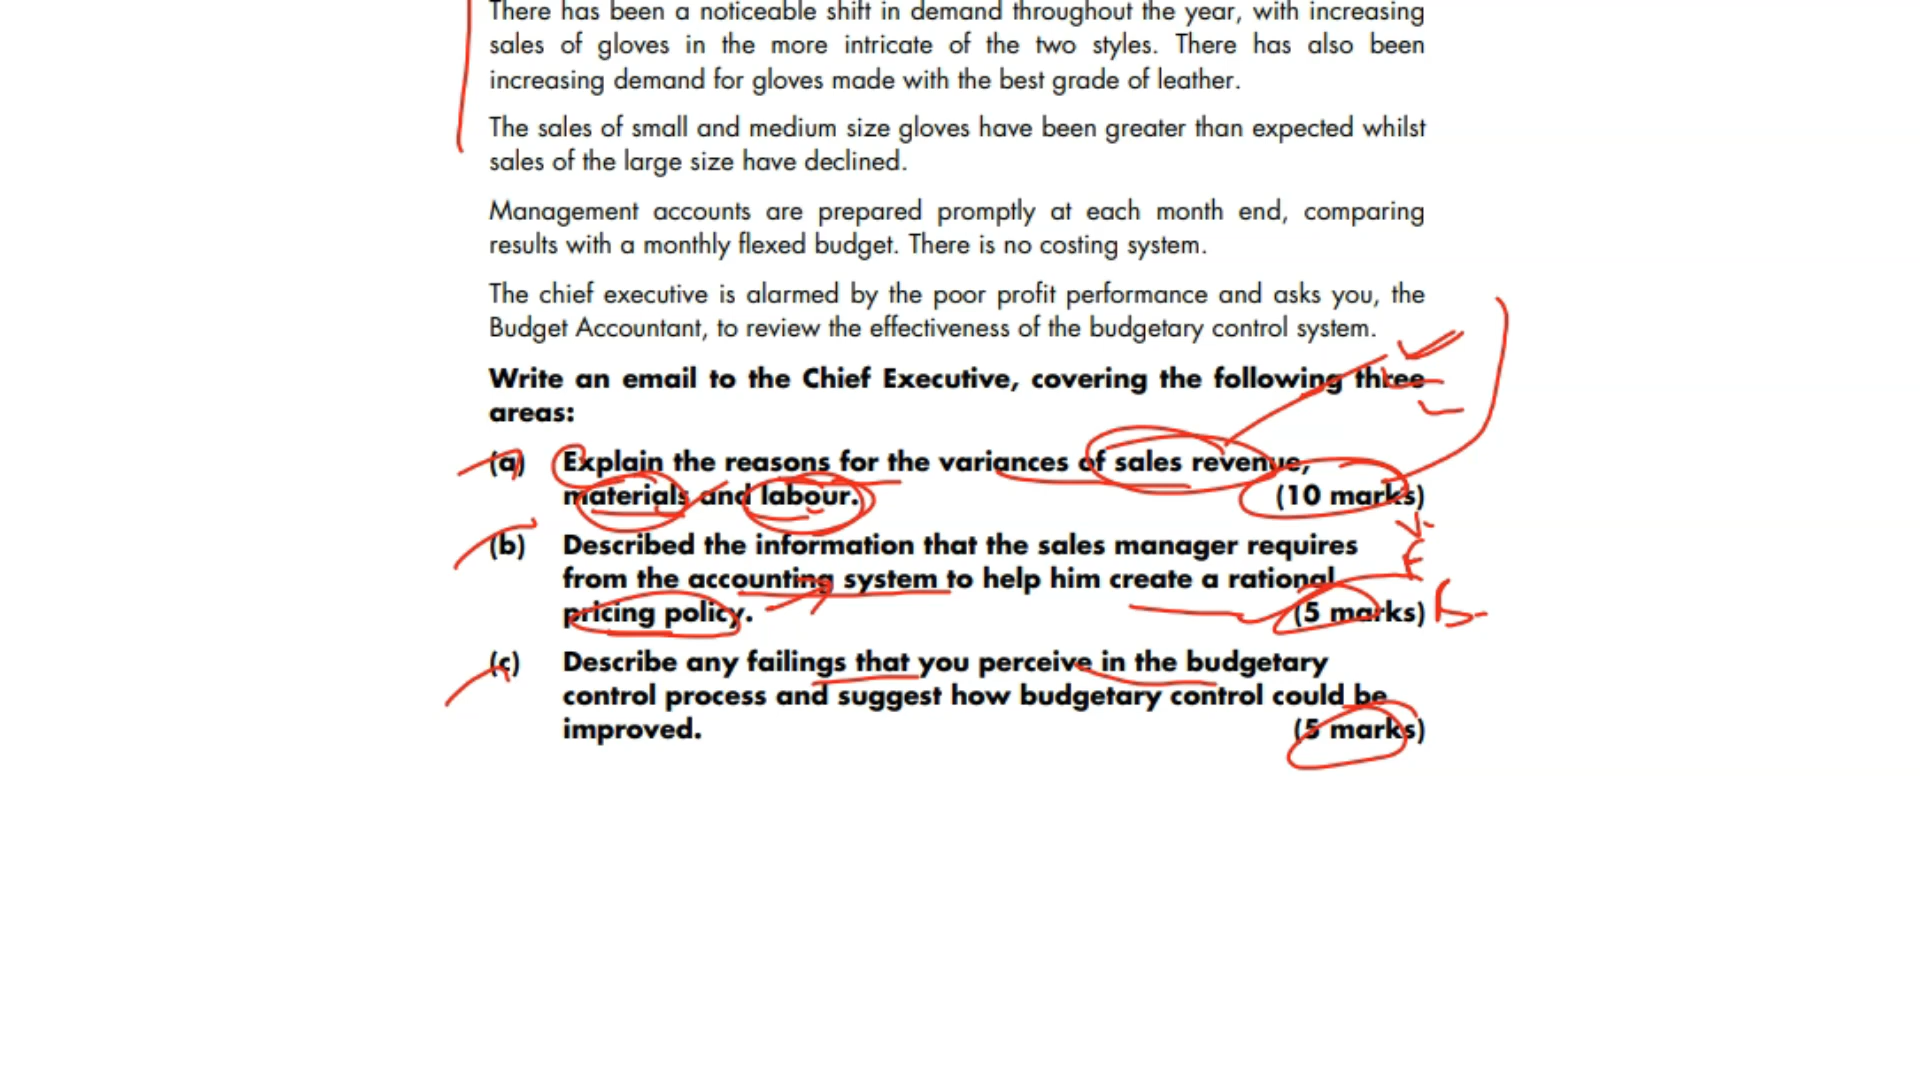 There has been a noticeable shift in demand throughout the year, with increasing
sales of gloves in the more intricate of the two styles. There has also been
increasing demand for gloves made with the best grade of leather.
The sales of small and medium size gloves have been greater than expected whilst
sales of the large size have declined.
Management accounts are prepared promptly at each month end, comparing
results with a monthly flexed budget. There is no costing system.
The chief executive is alarmed by the poor profit performance and asks you, the
Budget Accountant, to review the effectiveness of the budgetary control system.
Write an email to the Chief Executive, covering the following three
areas:
(a) Explain the reasons for the variances of sales revenue,
materials and labour. (10 marks)
(b) Described the information that the sales manager requires
from the accounting system to help him create a rational
pricing policy. (5 marks)
(c) Describe any failings that you perceive in the budgetary
control process and suggest how budgetary control could be
improved. (5 marks)